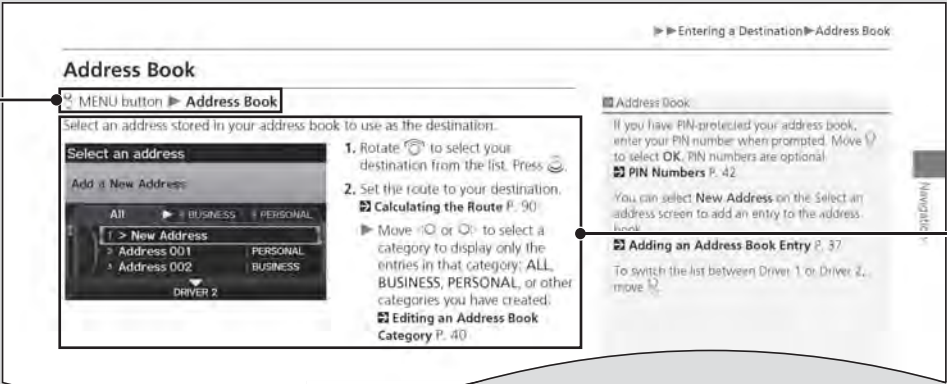 Entering a Destination Address Book
Address Book
MENU button Address Book
Select an address stored in your address book to use as the destination.
Select an address
Add a New Address
All BUSINESS PERSONAL
1 > New Address
> Address 001 PERSONAL
> Address 002 BUSINESS
DRIVER 2
1. Rotate to select your
destination from the list. Press .
2. Set the route to your destination.
Calculating the Route P. 90
Move or to select a
category to display only the
entries in that category: ALL,
BUSINESS, PERSONAL, or other
categories you have created.
Editing an Address Book
Category P. 40
Address Book
If you have PIN-protected your address book,
enter your PIN number when prompted. Move
to select OK. PIN numbers are optional.
PIN Numbers P. 42
You can select New Address on the Select an
address screen to add an entry to the address
book.
Adding an Address Book Entry P. 37
To switch the list between Driver 1 or Driver 2,
move .
Navigation